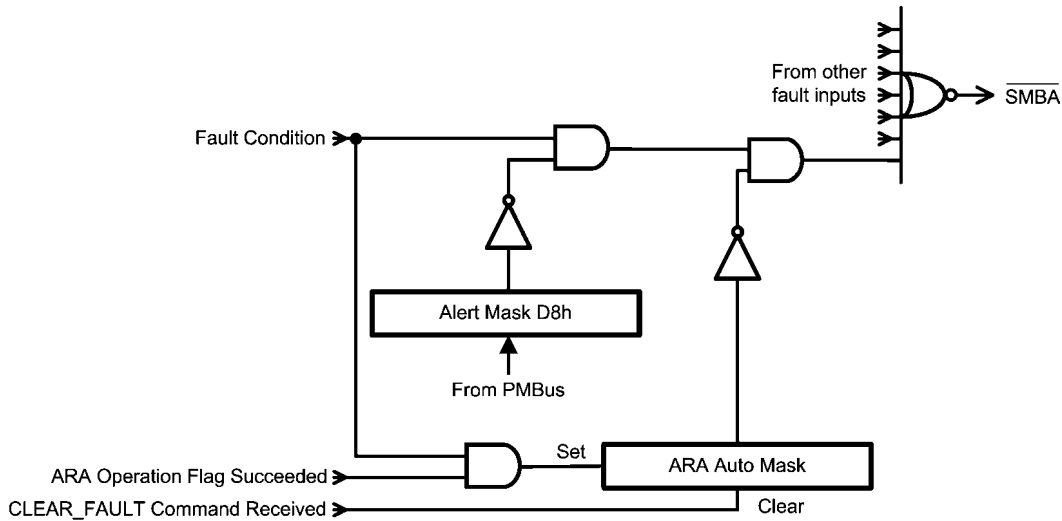 From other
fault inputs
SMBA
Fault Condition
Alert Mask D8h
From PMBus
Set
ARA Auto Mask
ARA Operation Flag Succeeded
CLEAR_FAULT Command Received
Clear